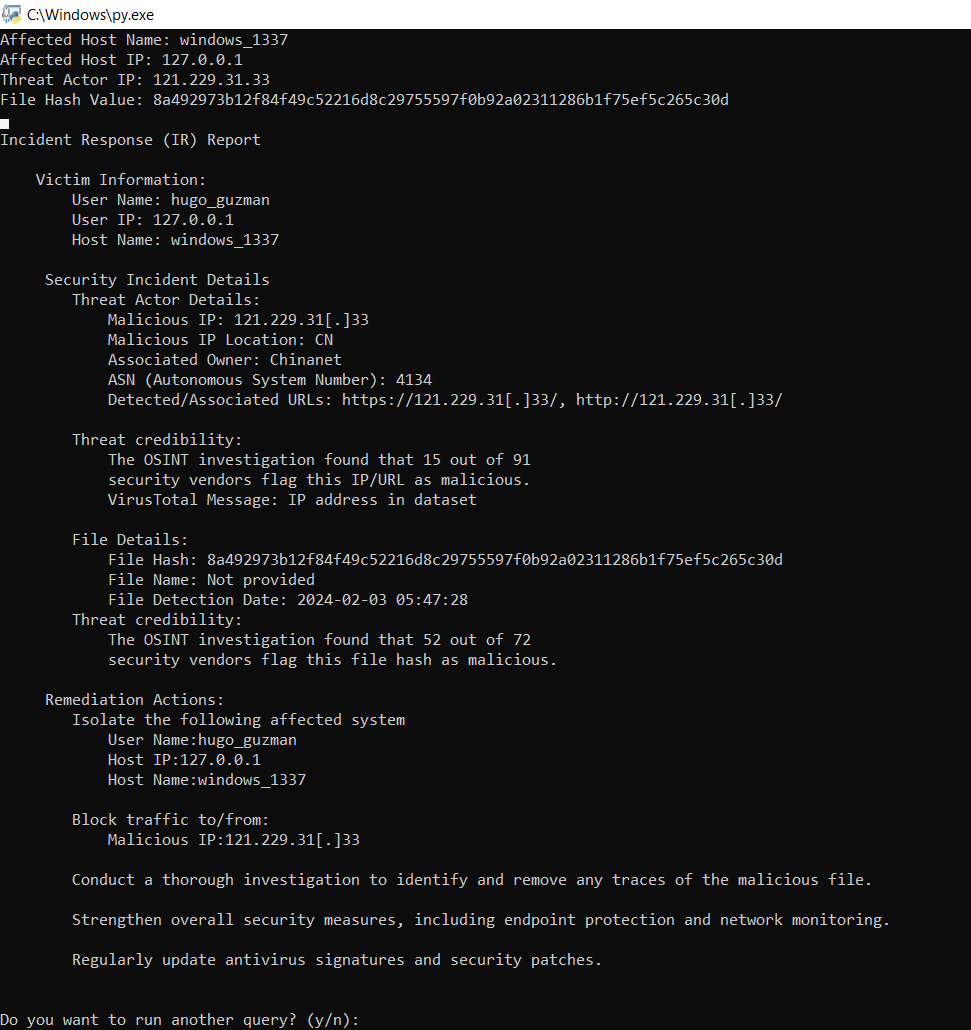 C:\Windows\py.exe
Affected Host Name: windows_1337
Affected Host IP: 127.0.0.1
Threat Actor IP: 121.229.31.33
File Hash Value: 8a492973b12f84f49c52216d8c29755597f0b92a02311286b1f75ef5c265c30d
Incident Response (IR) Report
Victim Information:
User Name: hugo_guzman
User IP: 127.0.0.1
Host Name: windows_1337
Security Incident Details
Threat Actor Details:
Malicious IP: 121.229.31[.]33
Malicious IP Location: CN
Associated Owner: Chinanet
ASN (Autonomous System Number): 4134
Detected/Associated URLs: https://121.229.31[.]33/, http://121.229.31[.]33/
Threat credibility:
The OSINT investigation found that 15 out of 91
security vendors flag this IP/URL as malicious.
VirusTotal Message: IP address in dataset
File Details:
File Hash: 8a492973b12f84f49c52216d8c29755597f0b92a02311286b1f75ef5c265c30d
File Name: Not provided
File Detection Date: 2024-02-03 05:47:28
Threat credibility:
The OSINT investigation found that 52 out of 72
security vendors flag this file hash as malicious.
Remediation Actions:
Isolate the following affected system
User Name:hugo_guzman
Host IP:127.0.0.1
Host Name:windows_1337
Block traffic to/from:
Malicious IP:121.229.31[.]33
Conduct a thorough investigation to identify and remove any traces of the malicious file.
Strengthen overall security measures, including endpoint protection and network monitoring.
Regularly update antivirus signatures and security patches.
Do you want to run another query? (y/n):